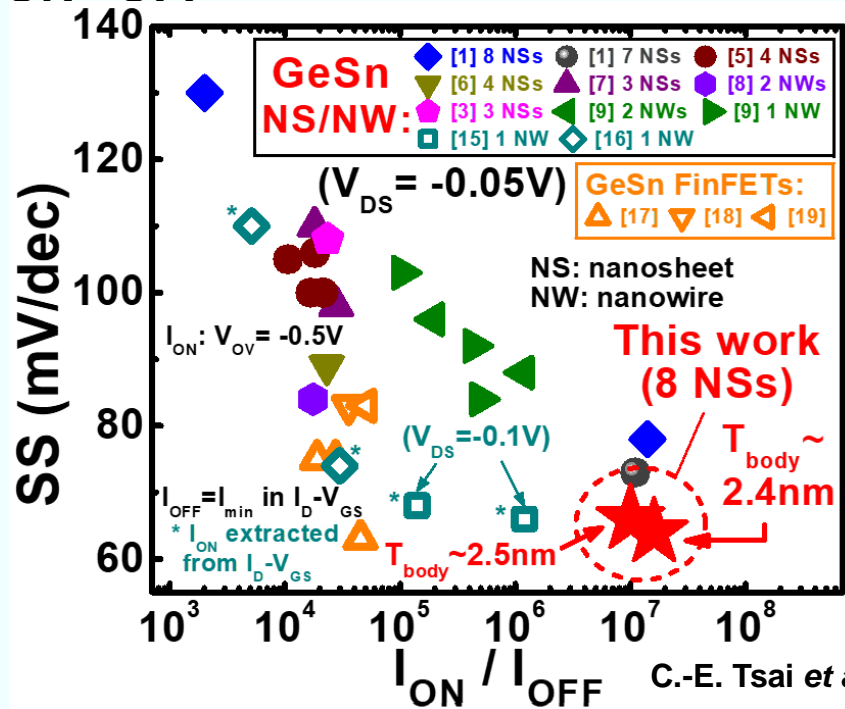 140
120
100
80
60
SS (mV/dec)
GeSn
NS/NW:
[1] 8 NSs
[1] 7 NSs
[5] 4 NSs
[6] 4 NSs
[7] 3 NSs
[8] 2 NWs
[3] 3 NSs
[9] 2 NWs
[9] 1 NW
[15] 1 NW
[16] 1 NW
(VDS= -0.05V)
GeSn FinFETs:
[17] [18] [19]
*
NS: nanosheet
NW: nanowire
ION: VOV= -0.5V
This work
(8 NSs)
(VDS=-0.1V)
Tbody~
2.4nm
*
*
*
IOFF=Imin in ID-VGS
* ION extracted
from ID-VGS
Tbody~2.5nm
10³ 10⁴ 10⁵ 10⁶ 10⁷ 10⁸
ION / IOFF
C.-E. Tsai et